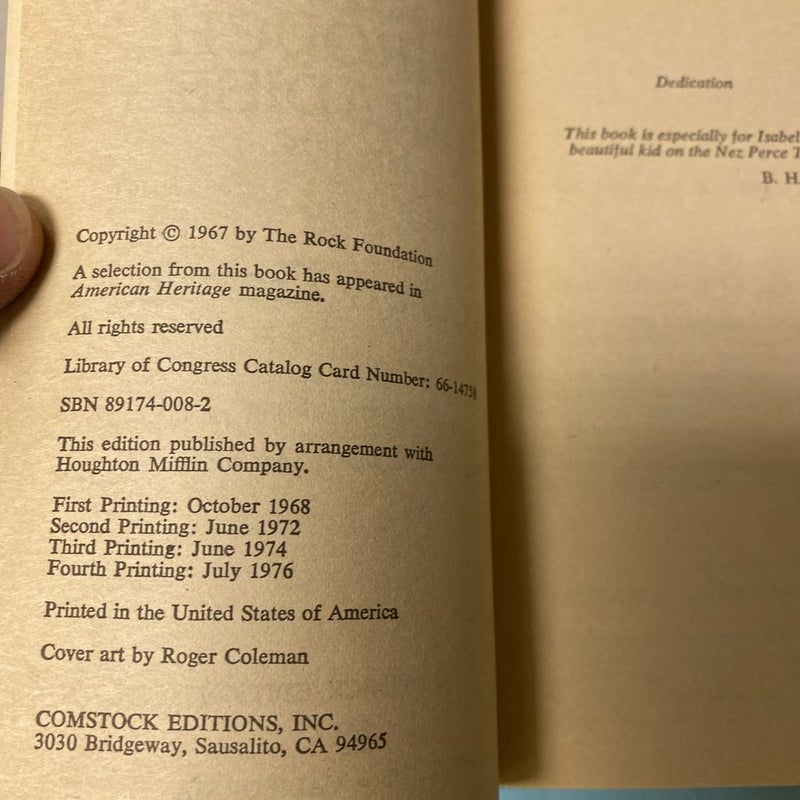 Copyright © 1967 by The Rock Foundation
A selection from this book has appeared in
American Heritage magazine.
All rights reserved
Library of Congress Catalog Card Number: 66-14758
SBN 89174-008-2
This edition published by arrangement with
Houghton Mifflin Company.
First Printing: October 1968
Second Printing: June 1972
Third Printing: June 1974
Fourth Printing: July 1976
Printed in the United States of America
Cover art by Roger Coleman
COMSTOCK EDITIONS, INC.
3030 Bridgeway, Sausalito, CA 94965
Dedication
This book is especially for Isabel
beautiful kid on the Nez Perce
B. H.